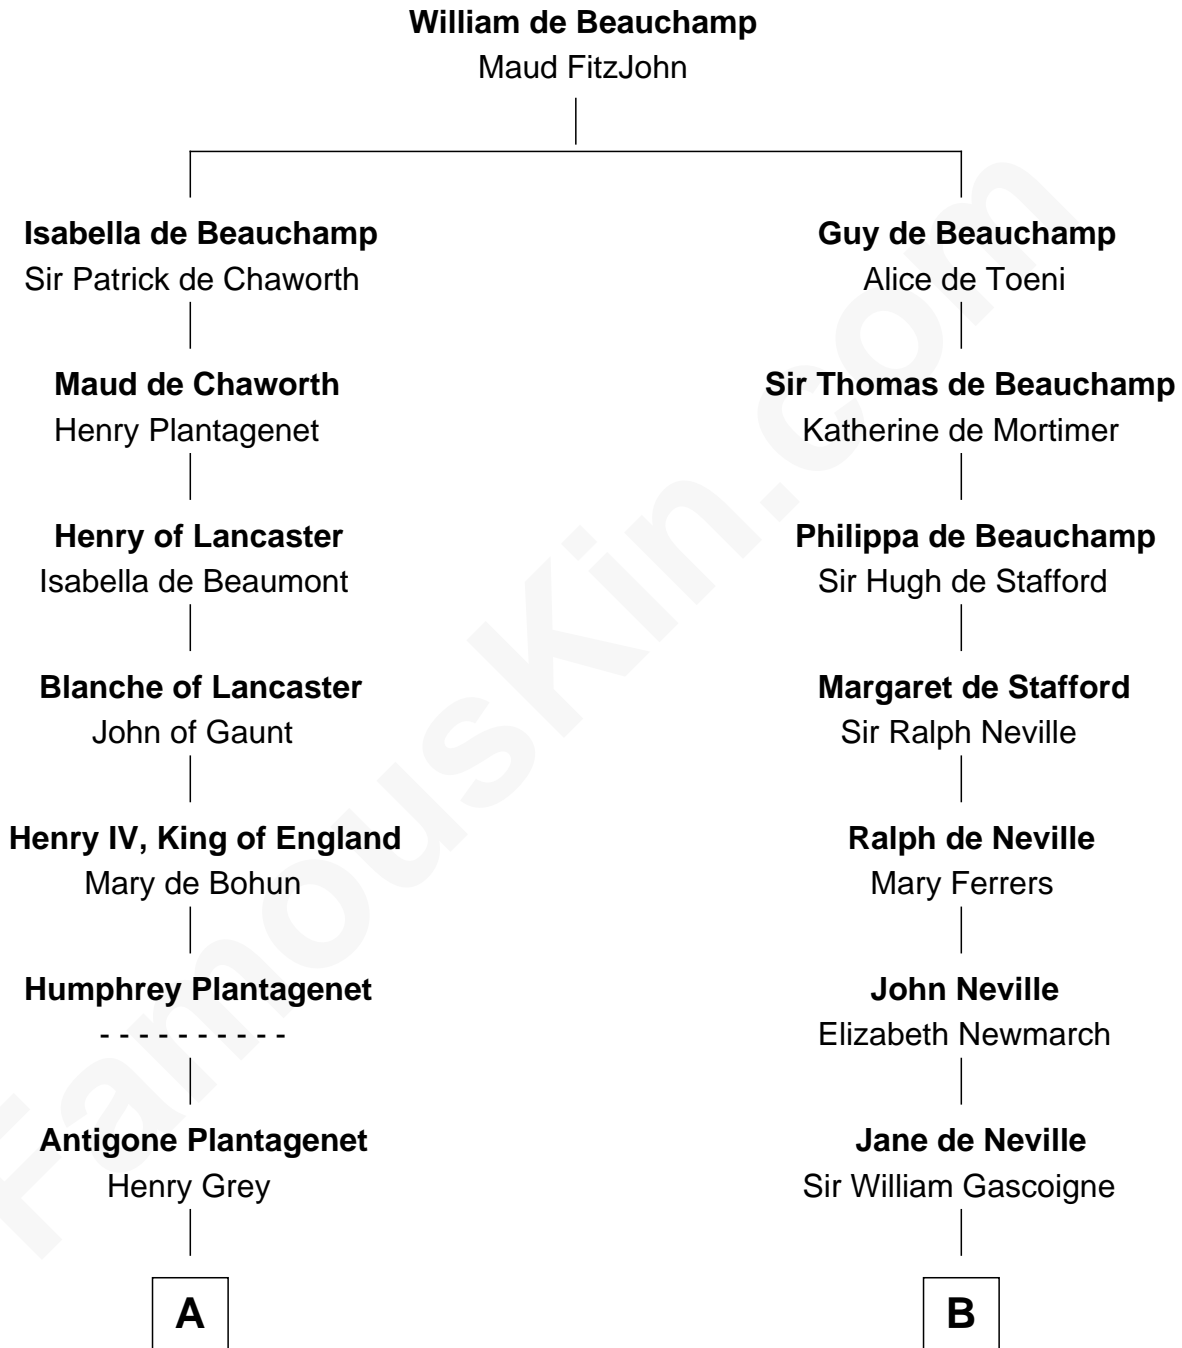 William de Beauchamp
Maud FitzJohn
Isabella de Beauchamp
Sir Patrick de Chaworth
Guy de Beauchamp
Alice de Toeni
Maud de Chaworth
Henry Plantagenet
Sir Thomas de Beauchamp
Katherine de Mortimer
Henry of Lancaster
Isabella de Beaumont
Philippa de Beauchamp
Sir Hugh de Stafford
Blanche of Lancaster
John of Gaunt
Margaret de Stafford
Sir Ralph Neville
Henry IV, King of England
Mary de Bohun
Ralph de Neville
Mary Ferrers
Humphrey Plantagenet
- - - - - - - - - -
John Neville
Elizabeth Newmarch
Antigone Plantagenet
Henry Grey
Jane de Neville
Sir William Gascoigne
A
B
FamousKin.com